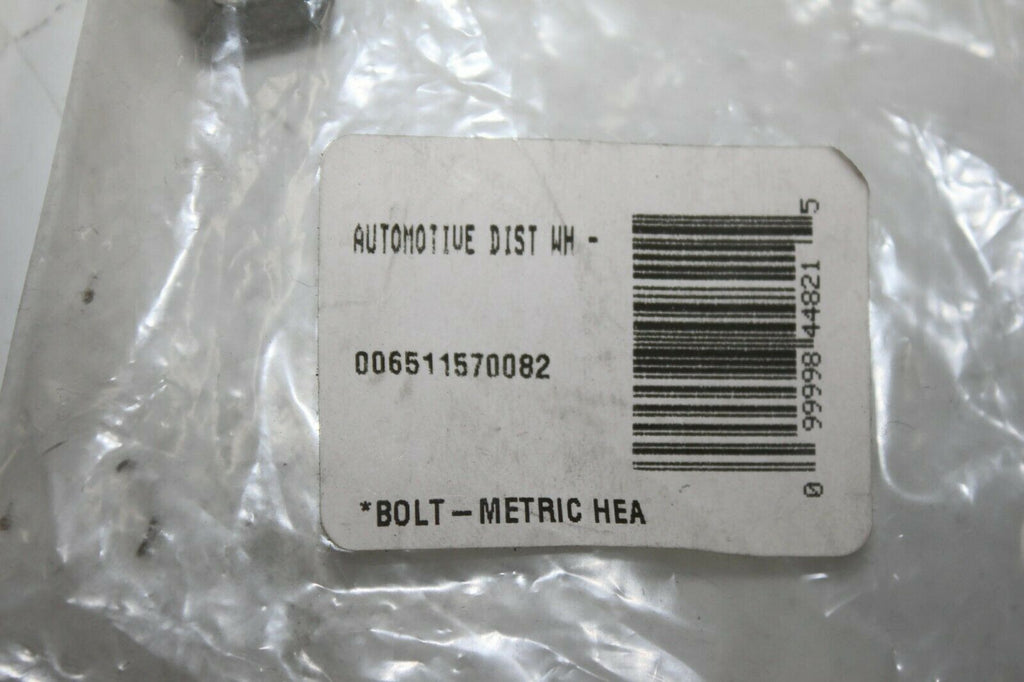 AUTOMOTIVE DIST WH -
006511570082
*BOLT-METRIC HEA
0 99998 44821 5